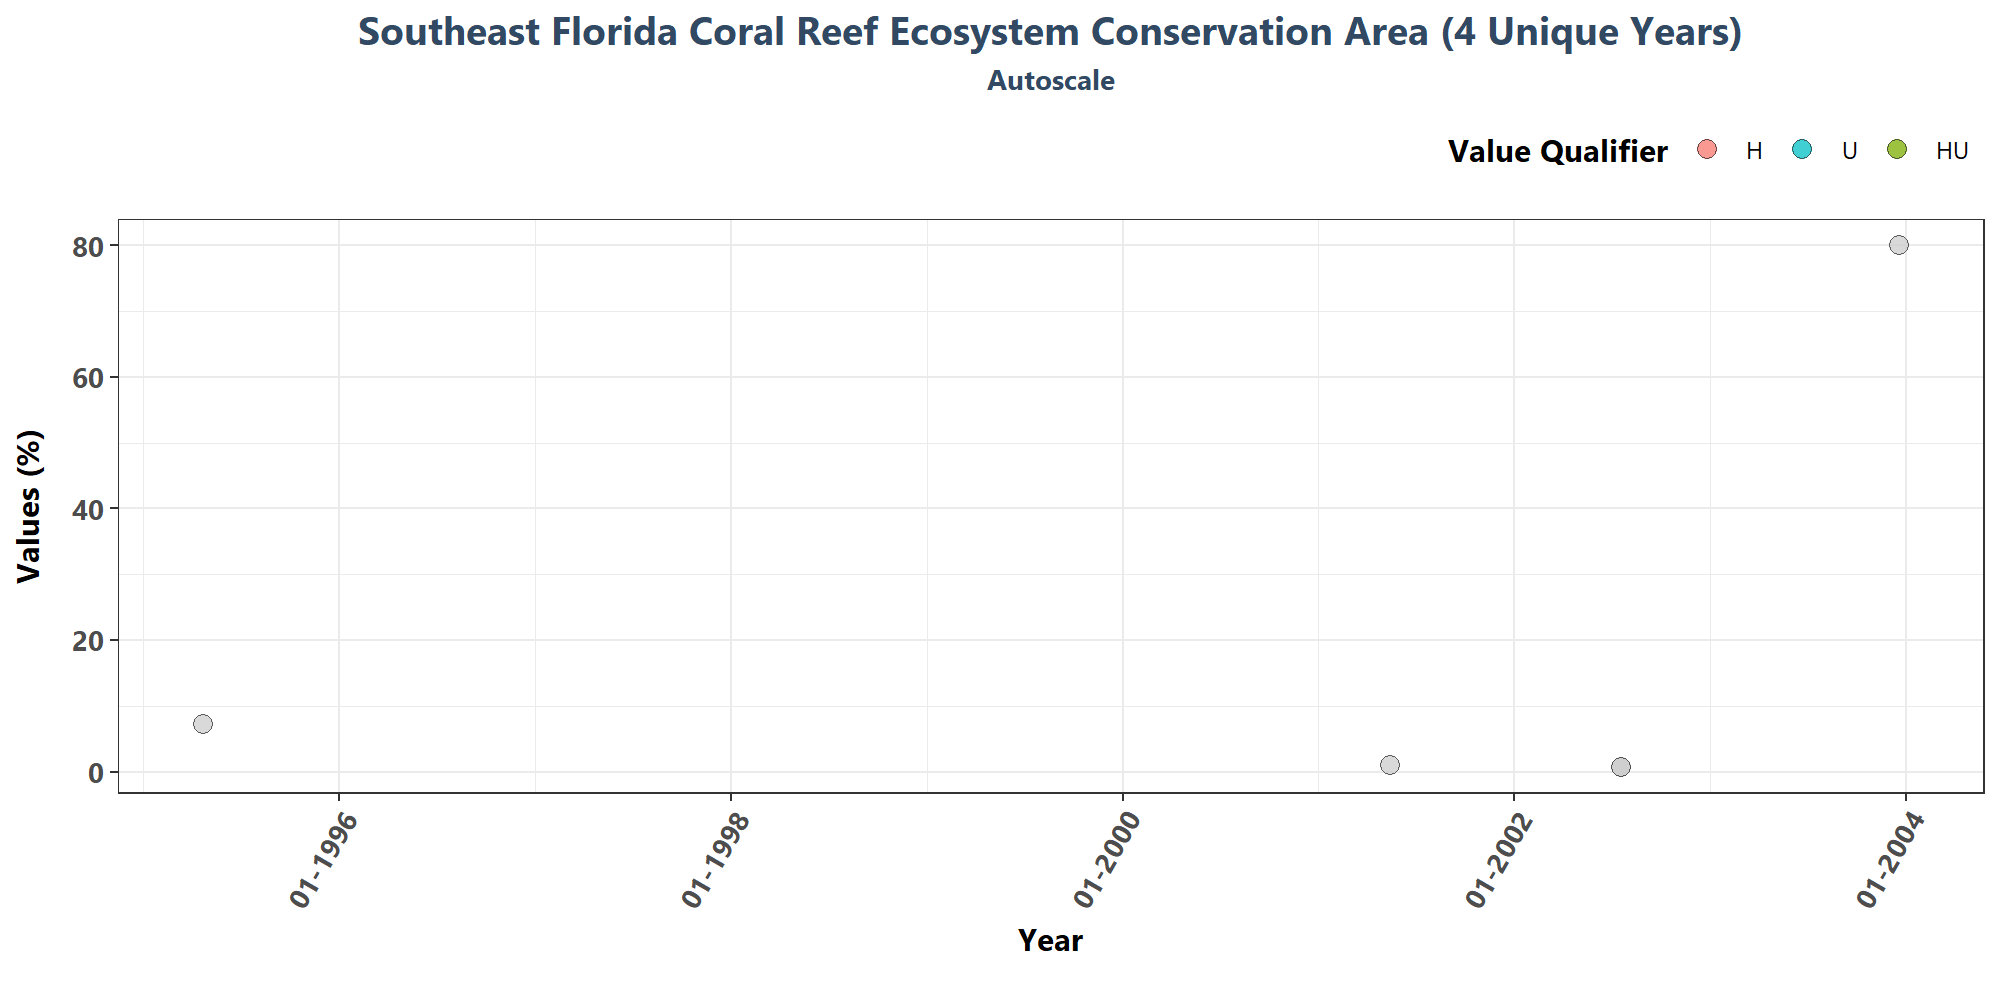 Southeast Florida Coral Reef Ecosystem Conservation Area (4 Unique Years)
Autoscale
Value Qualifier H U HU
Values (%)
80
60
40
20
0
01-1996 01-1998 01-2000 01-2002 01-2004
Year